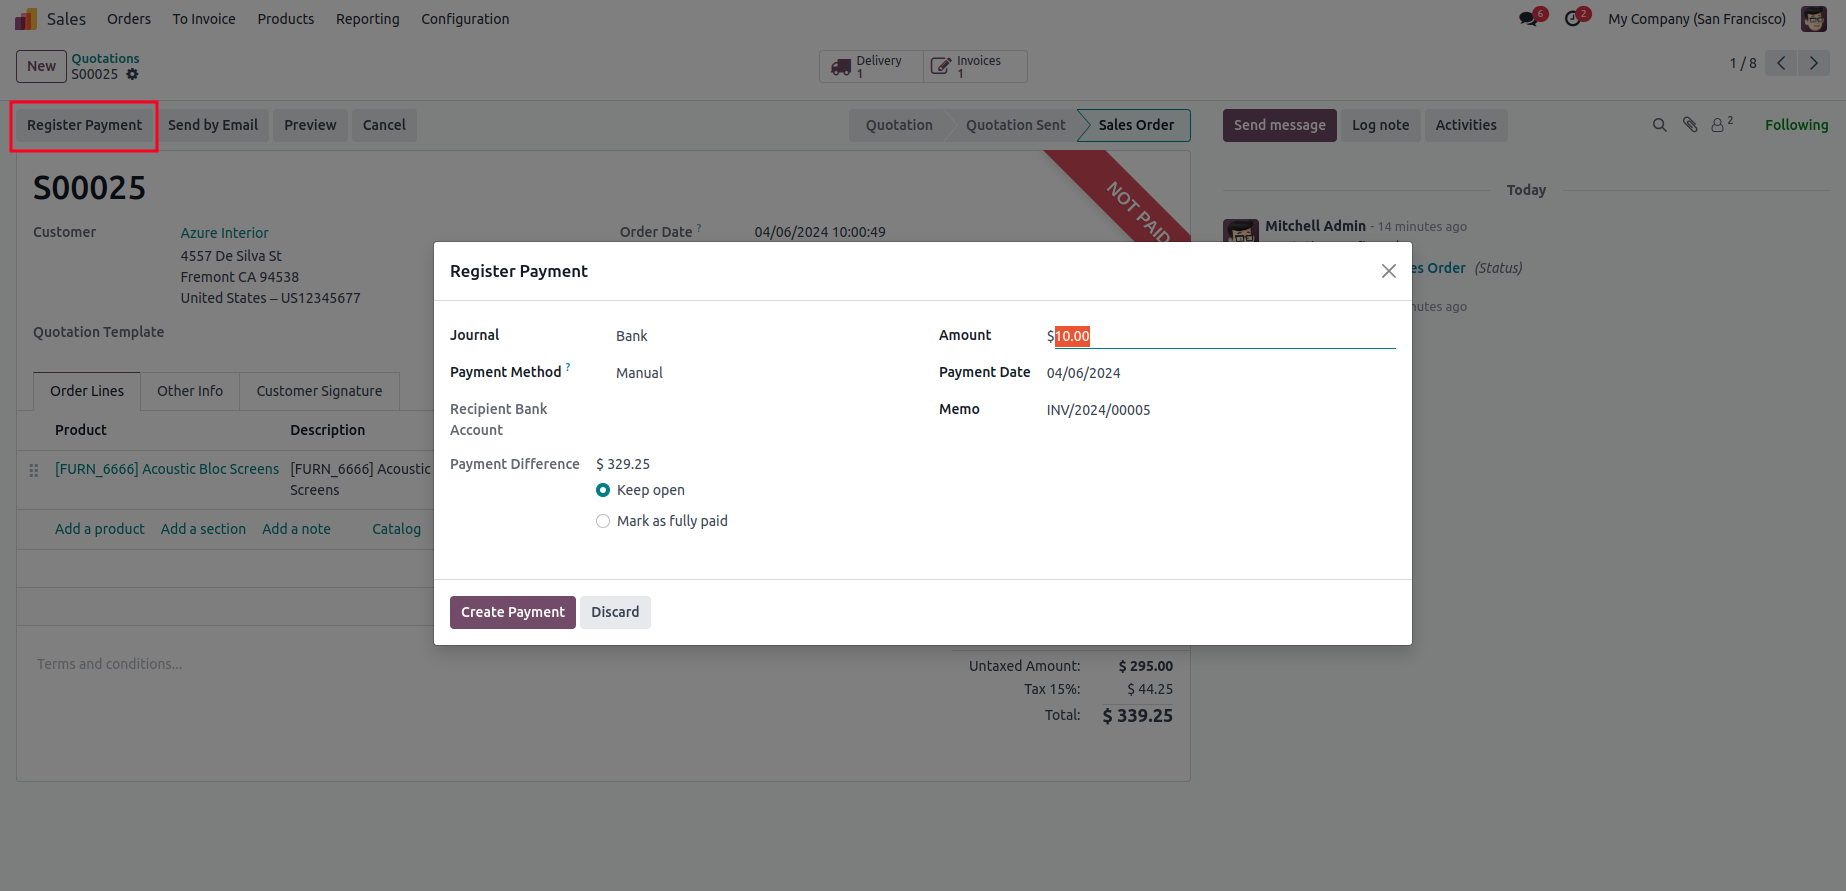 Sales Orders To Invoice Products Reporting Configuration 6 2 My Company (San Francisco)
New Quotations
S00025
Delivery
1
Invoices
1
1 / 8
Register Payment Send by Email Preview Cancel Quotation Quotation Sent Sales Order Send message Log note Activities 2 Following
S00025
NOT PAID
Today
Customer Azure Interior Order Date ? 04/06/2024 10:00:49
4557 De Silva St
Fremont CA 94538
United States – US12345677
Mitchell Admin - 14 minutes ago
Order (Status)
ago
Quotation Template
Order Lines Other Info Customer Signature
Product Description
[FURN_6666] Acoustic Bloc Screens [FURN_6666] Acoustic
Screens
Add a product Add a section Add a note Catalog
Register Payment
Journal Bank Amount $10.00
Payment Method ? Manual Payment Date 04/06/2024
Recipient Bank
Account
Memo INV/2024/00005
Payment Difference $ 329.25
Keep open
Mark as fully paid
Create Payment Discard
Terms and conditions...
Untaxed Amount: $ 295.00
Tax 15%: $ 44.25
Total: $ 339.25